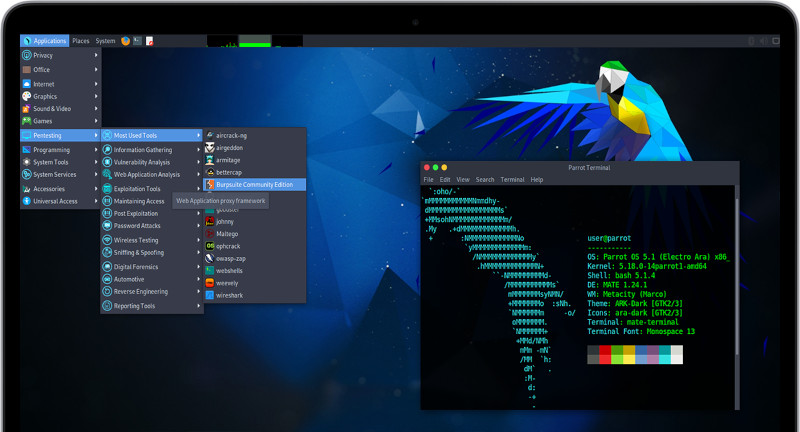 Applications Places System
Privacy
Office
Internet
Graphics
Sound & Video
Games
Pentesting
Programming
System Tools
System Services
Accessories
Universal Access
Most Used Tools
Information Gathering
Vulnerability Analysis
Web Application Analysis
Exploitation Tools
Maintaining Access
Post Exploitation
Password Attacks
Wireless Testing
Sniffing & Spoofing
Digital Forensics
Automotive
Reverse Engineering
Reporting Tools
aircrack-ng
airgeddon
armitage
bettercap
Burpsuite Community Edition
Web Application proxy framework
johnny
Maltego
ophcrack
owasp-zap
webshells
weevely
wireshark
Parrot Terminal
File Edit View Search Terminal Help
user@parrot
-----------
OS: Parrot OS 5.1 (Electro Ara) x86_
Kernel: 5.18.0-14parrot1-amd64
Shell: bash 5.1.4
DE: MATE 1.24.1
WM: Metacity (Marco)
Theme: ARK-Dark [GTK2/3]
Icons: ara-dark [GTK2/3]
Terminal: mate-terminal
Terminal Font: Monospace 13